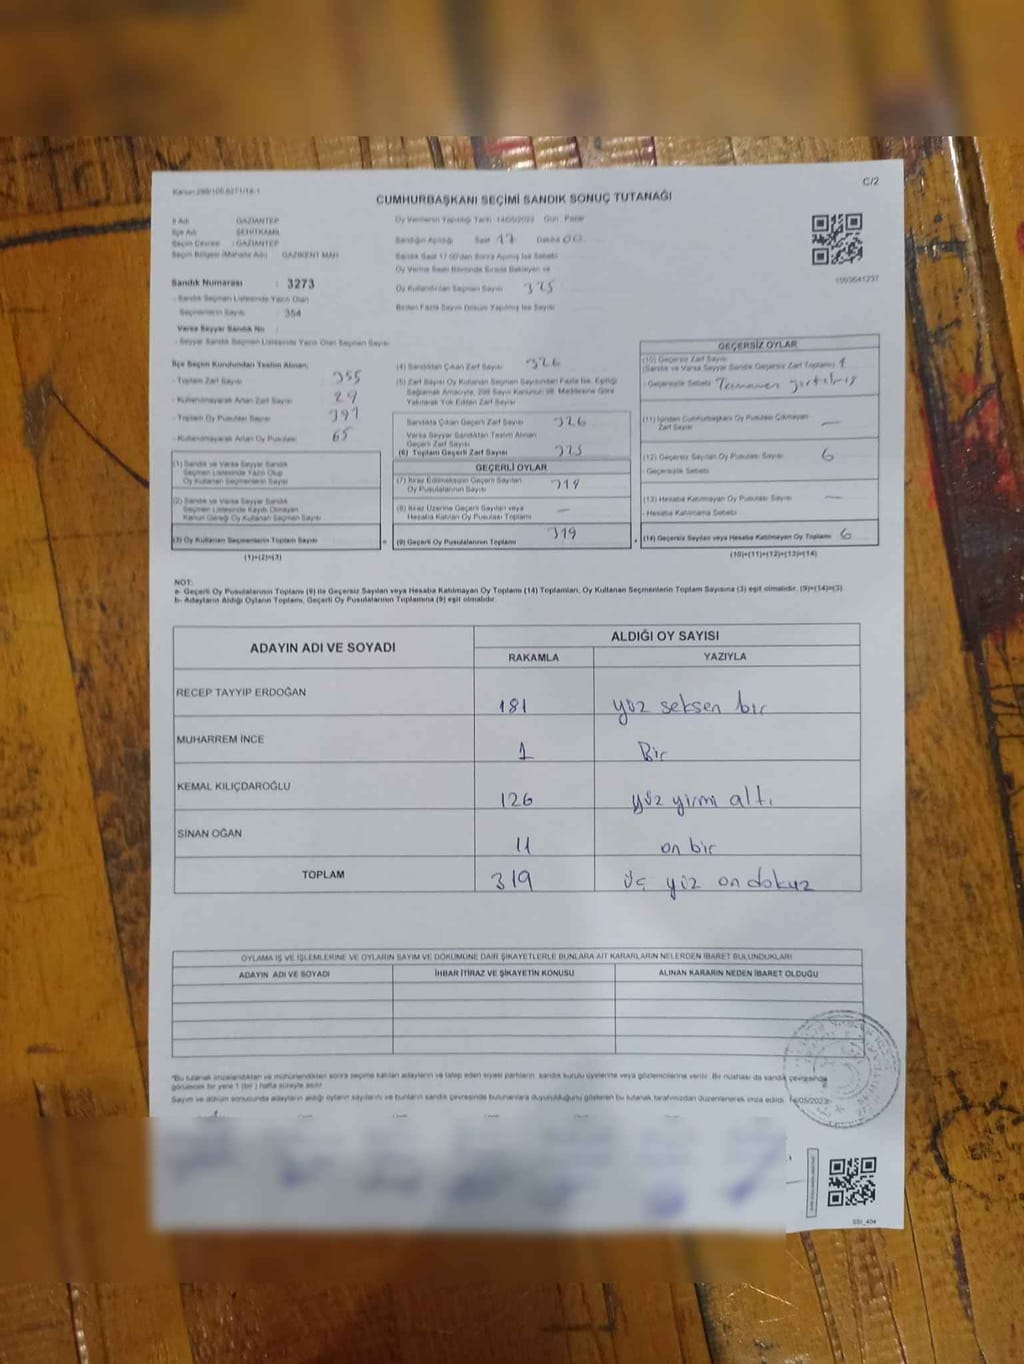 Kanun 298/105,6271/18-1
C/2
CUMHURBAŞKANI SEÇİMİ SANDIK SONUÇ TUTANAĞI
İl Adı GAZİANTEP
İlçe Adı ŞEHİTKAMİL
Seçim Çevresi : GAZİANTEP
Seçim Bölgesi (Mahalle Adı) GAZİKENT MAH
Sandık Numarası : 3273
- Sandık Seçmen Listesinde Yazılı Olan
Seçmenlerin Sayısı 354
Varsa Seyyar Sandık No
- Seyyar Sandık Seçmen Listesinde Yazılı Olan Seçmen Sayısı
Oy Vermenin Yapıldığı Tarih 14/05/2023 Gün : Pazar
Sandığın Açıldığı Saat 17 Dakika 00
Sandık Saat 17.00'den Sonra Açılmış İse Sebebi
Oy Verme Saati Bitiminde Sırada Bekleyen ve
Oy Kullandıran Seçmen Sayısı 325
Birden Fazla Sayım Döküm Yapılmış İse Sayısı
İlçe Seçim Kurulundan Teslim Alınan;
- Toplam Zarf Sayısı 355
- Kullanılmayarak Artan Zarf Sayısı 29
- Toplam Oy Pusulası Sayısı 391
- Kullanılmayarak Artan Oy Pusulası 65
(1) Sandık ve Varsa Seyyar Sandık
Seçmen Listesinde Yazılı Olup
Oy Kullanan Seçmenlerin Sayısı
(2) Sandık ve Varsa Seyyar Sandık
Seçmen Listesinde Kayıtlı Olmayan
Kanun Gereği Oy Kullanan Seçmen Sayısı
(3) Oy Kullanan Seçmenlerin Toplam Sayısı
(1)+(2)=(3)
(4) Sandıktan Çıkan Zarf Sayısı 326
(5) Zarf Sayısı Oy Kullanan Seçmen Sayısından Fazla İse, Eşitliği
Sağlamak Amacıyla, 298 Sayılı Kanunun 98. Maddesine Göre
Yakılarak Yok Edilen Zarf Sayısı
Sandıkta Çıkan Geçerli Zarf Sayısı 326
Varsa Seyyar Sandıktan Teslim Alınan
Geçerli Zarf Sayısı
(6) Toplam Geçerli Zarf Sayısı 325
GEÇERLİ OYLAR
(7) İtiraz Edilmeksizin Geçerli Sayılan
Oy Pusulalarının Sayısı 319
(8) İtiraz Üzerine Geçerli Sayılan veya
Hesaba Katılan Oy Pusulası Toplamı —
= (9) Geçerli Oy Pusulalarının Toplamı 319
GEÇERSİZ OYLAR
(10) Geçersiz Zarf Sayısı
(Sandık ve Varsa Seyyar Sandık Geçersiz Zarf Toplamı) 1
- Geçersizlik Sebebi Tamamen yırtılmış
(11) İçinden Cumhurbaşkanı Oy Pusulası Çıkmayan
Zarf Sayısı —
(12) Geçersiz Sayılan Oy Pusulası Sayısı 6
- Geçersizlik Sebebi
(13) Hesaba Katılmayan Oy Pusulası Sayısı —
- Hesaba Katılmama Sebebi
+ (14) Geçersiz Sayılan veya Hesaba Katılmayan Oy Toplamı 6
(10)+(11)+(12)+(13)=(14)
NOT:
a- Geçerli Oy Pusulalarının Toplamı (9) ile Geçersiz Sayılan veya Hesaba Katılmayan Oy Toplamı (14) Toplamları, Oy Kullanan Seçmenlerin Toplam Sayısına (3) eşit olmalıdır. (9)+(14)=(3)
b- Adayların Aldığı Oyların Toplamı, Geçerli Oy Pusulalarının Toplamına (9) eşit olmalıdır.
ADAYIN ADI VE SOYADI ALDIĞI OY SAYISI
RAKAMLA YAZIYLA
RECEP TAYYİP ERDOĞAN 181 yüz seksen bir
MUHARREM İNCE 1 Bir
KEMAL KILIÇDAROĞLU 126 yüz yirmi altı
SİNAN OĞAN 11 on bir
TOPLAM 319 üç yüz on dokuz
OYLAMA İŞ VE İŞLEMLERİNE VE OYLARIN SAYIM VE DÖKÜMÜNE DAİR ŞİKAYETLERLE BUNLARA AİT KARARLARIN NELERDEN İBARET BULUNDUKLARI
ADAYIN ADI VE SOYADI İHBAR İTİRAZ VE ŞİKAYETİN KONUSU ALINAN KARARIN NEDEN İBARET OLDUĞU
*Bu tutanak imzalandıktan ve mühürlendikten sonra seçime katılan adayların ve talep eden siyasi partilerin, sandık kurulu üyelerine veya gözlemcilerine verilir. Bir nüshası da sandık çevresinde
görülecek bir yere 1 (bir) hafta süreyle asılır.
Sayım ve döküm sonucunda adayların aldığı oyların sayılarını ve bunların sandık çevresinde bulunanlara duyurulduğunu gösteren bu tutanak tarafımızdan düzenlenerek imza edildi. 14/05/2023